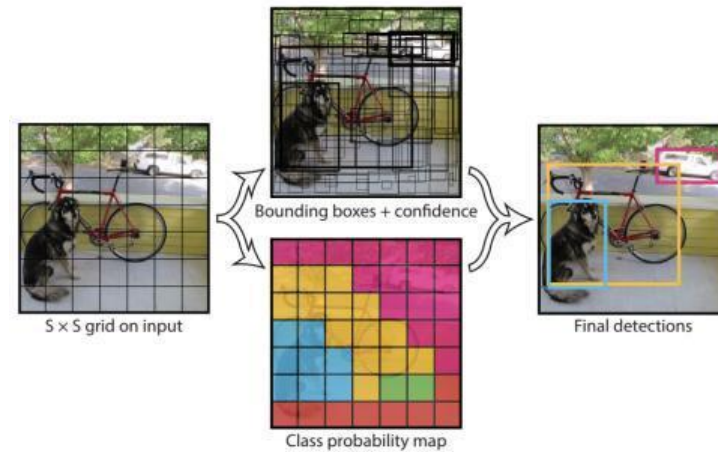 Bounding boxes + confidence
S × S grid on input
Final detections
Class probability map